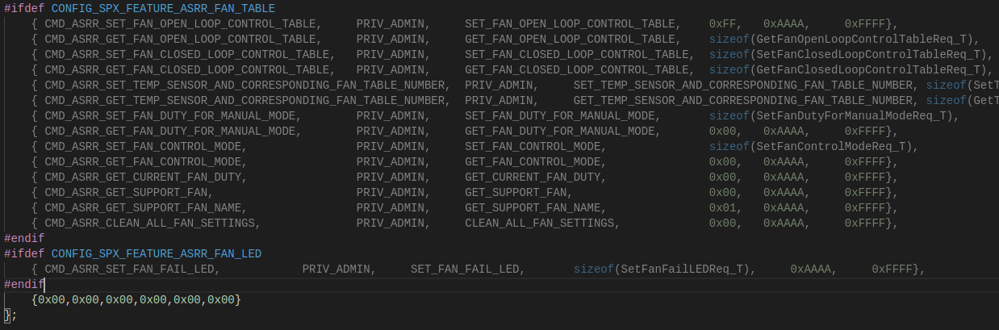 #ifdef CONFIG_SPX_FEATURE_ASRR_FAN_TABLE
{ CMD_ASRR_SET_FAN_OPEN_LOOP_CONTROL_TABLE, PRIV_ADMIN, SET_FAN_OPEN_LOOP_CONTROL_TABLE, 0xFF, 0xAAAA, 0xFFFF},
{ CMD_ASRR_GET_FAN_OPEN_LOOP_CONTROL_TABLE, PRIV_ADMIN, GET_FAN_OPEN_LOOP_CONTROL_TABLE, sizeof(GetFanOpenLoopControlTableReq_T),
{ CMD_ASRR_SET_FAN_CLOSED_LOOP_CONTROL_TABLE, PRIV_ADMIN, SET_FAN_CLOSED_LOOP_CONTROL_TABLE, sizeof(SetFanClosedLoopControlTableReq_T),
{ CMD_ASRR_GET_FAN_CLOSED_LOOP_CONTROL_TABLE, PRIV_ADMIN, GET_FAN_CLOSED_LOOP_CONTROL_TABLE, sizeof(GetFanClosedLoopControlTableReq_T),
{ CMD_ASRR_SET_TEMP_SENSOR_AND_CORRESPONDING_FAN_TABLE_NUMBER, PRIV_ADMIN, SET_TEMP_SENSOR_AND_CORRESPONDING_FAN_TABLE_NUMBER, sizeof(SetT
{ CMD_ASRR_GET_TEMP_SENSOR_AND_CORRESPONDING_FAN_TABLE_NUMBER, PRIV_ADMIN, GET_TEMP_SENSOR_AND_CORRESPONDING_FAN_TABLE_NUMBER, sizeof(GetT
{ CMD_ASRR_SET_FAN_DUTY_FOR_MANUAL_MODE, PRIV_ADMIN, SET_FAN_DUTY_FOR_MANUAL_MODE, sizeof(SetFanDutyForManualModeReq_T),
{ CMD_ASRR_GET_FAN_DUTY_FOR_MANUAL_MODE, PRIV_ADMIN, GET_FAN_DUTY_FOR_MANUAL_MODE, 0x00, 0xAAAA, 0xFFFF},
{ CMD_ASRR_SET_FAN_CONTROL_MODE, PRIV_ADMIN, SET_FAN_CONTROL_MODE, sizeof(SetFanControlModeReq_T),
{ CMD_ASRR_GET_FAN_CONTROL_MODE, PRIV_ADMIN, GET_FAN_CONTROL_MODE, 0x00, 0xAAAA, 0xFFFF},
{ CMD_ASRR_GET_CURRENT_FAN_DUTY, PRIV_ADMIN, GET_CURRENT_FAN_DUTY, 0x00, 0xAAAA, 0xFFFF},
{ CMD_ASRR_GET_SUPPORT_FAN, PRIV_ADMIN, GET_SUPPORT_FAN, 0x00, 0xAAAA, 0xFFFF},
{ CMD_ASRR_GET_SUPPORT_FAN_NAME, PRIV_ADMIN, GET_SUPPORT_FAN_NAME, 0x01, 0xAAAA, 0xFFFF},
{ CMD_ASRR_CLEAN_ALL_FAN_SETTINGS, PRIV_ADMIN, CLEAN_ALL_FAN_SETTINGS, 0x00, 0xAAAA, 0xFFFF},
#endif
#ifdef CONFIG_SPX_FEATURE_ASRR_FAN_LED
{ CMD_ASRR_SET_FAN_FAIL_LED, PRIV_ADMIN, SET_FAN_FAIL_LED, sizeof(SetFanFailLEDReq_T), 0xAAAA, 0xFFFF},
#endif
{0x00,0x00,0x00,0x00,0x00,0x00}
};